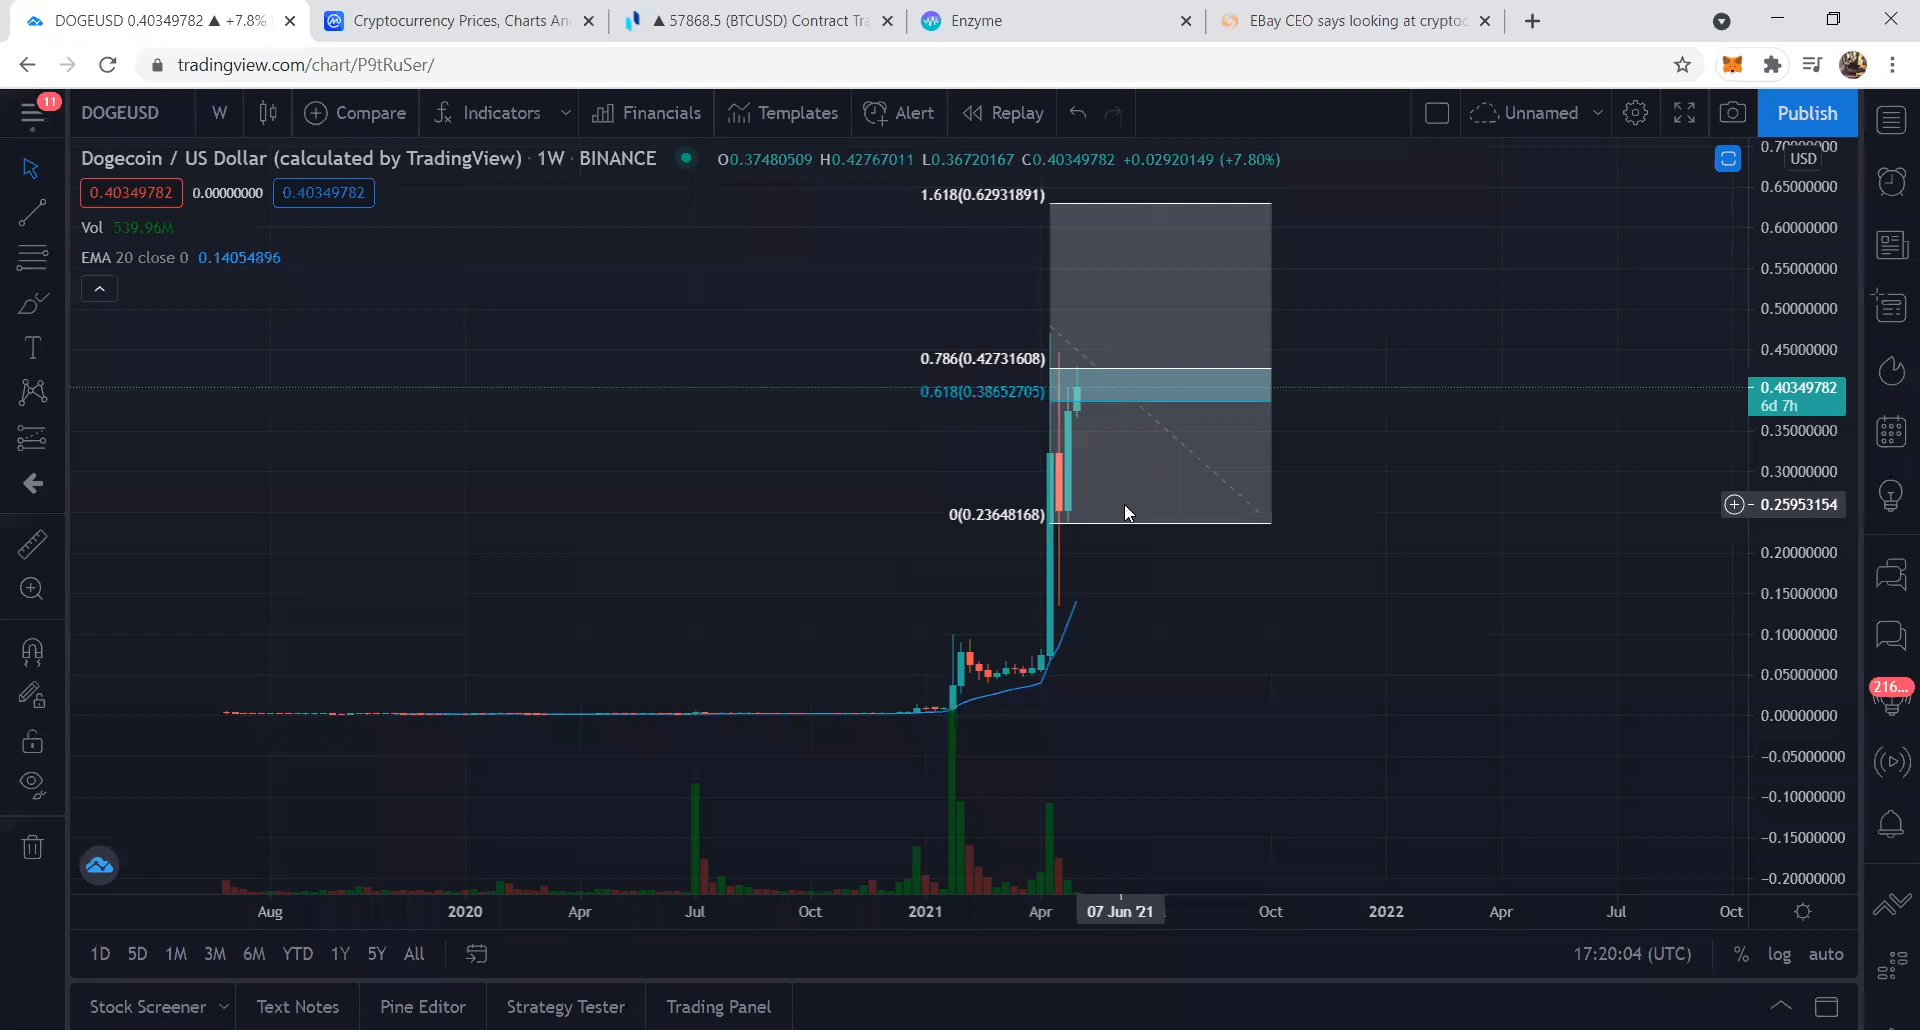 DOGEUSD 0.40349782 ▲ +7.8%
Cryptocurrency Prices, Charts An
▲ 57868.5 (BTCUSD) Contract Tra
Enzyme
EBay CEO says looking at cryptoc
tradingview.com/chart/P9tRuSer/
11
DOGEUSD W Compare Indicators Financials Templates Alert Replay Unnamed Publish
Dogecoin / US Dollar (calculated by TradingView) · 1W · BINANCE O0.37480509 H0.42767011 L0.36720167 C0.40349782 +0.02920149 (+7.80%)
USD
0.40349782 0.00000000 0.40349782
Vol 539.96M
EMA 20 close 0 0.14054896
1.618(0.62931891)
0.786(0.42731608)
0.618(0.38652705)
0(0.23648168)
0.70000000
0.65000000
0.60000000
0.55000000
0.50000000
0.45000000
0.40349782
6d 7h
0.35000000
0.30000000
0.25953154
0.20000000
0.15000000
0.10000000
0.05000000
0.00000000
−0.05000000
−0.10000000
−0.15000000
−0.20000000
216...
Aug 2020 Apr Jul Oct 2021 Apr 07 Jun '21 Oct 2022 Apr Jul Oct
1D 5D 1M 3M 6M YTD 1Y 5Y All 17:20:04 (UTC) % log auto
Stock Screener Text Notes Pine Editor Strategy Tester Trading Panel